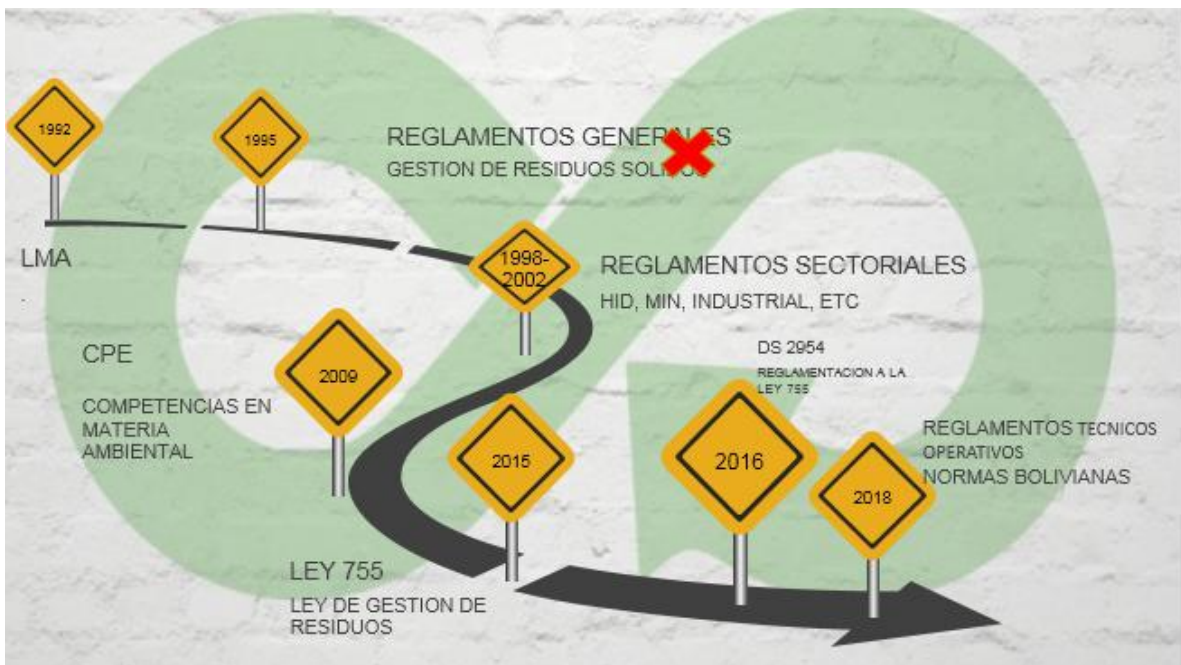 1992
1995
REGLAMENTOS GENERALES
GESTION DE RESIDUOS SOLIDOS
LMA
.
1998-
2002
REGLAMENTOS SECTORIALES
HID, MIN, INDUSTRIAL, ETC
CPE
2009
COMPETENCIAS EN
MATERIA
AMBIENTAL
DS 2954
REGLAMENTACION A LA
LEY 755
2015
2016
2018
REGLAMENTOS TECNICOS
OPERATIVOS
NORMAS BOLIVIANAS
LEY 755
LEY DE GESTION DE
RESIDUOS